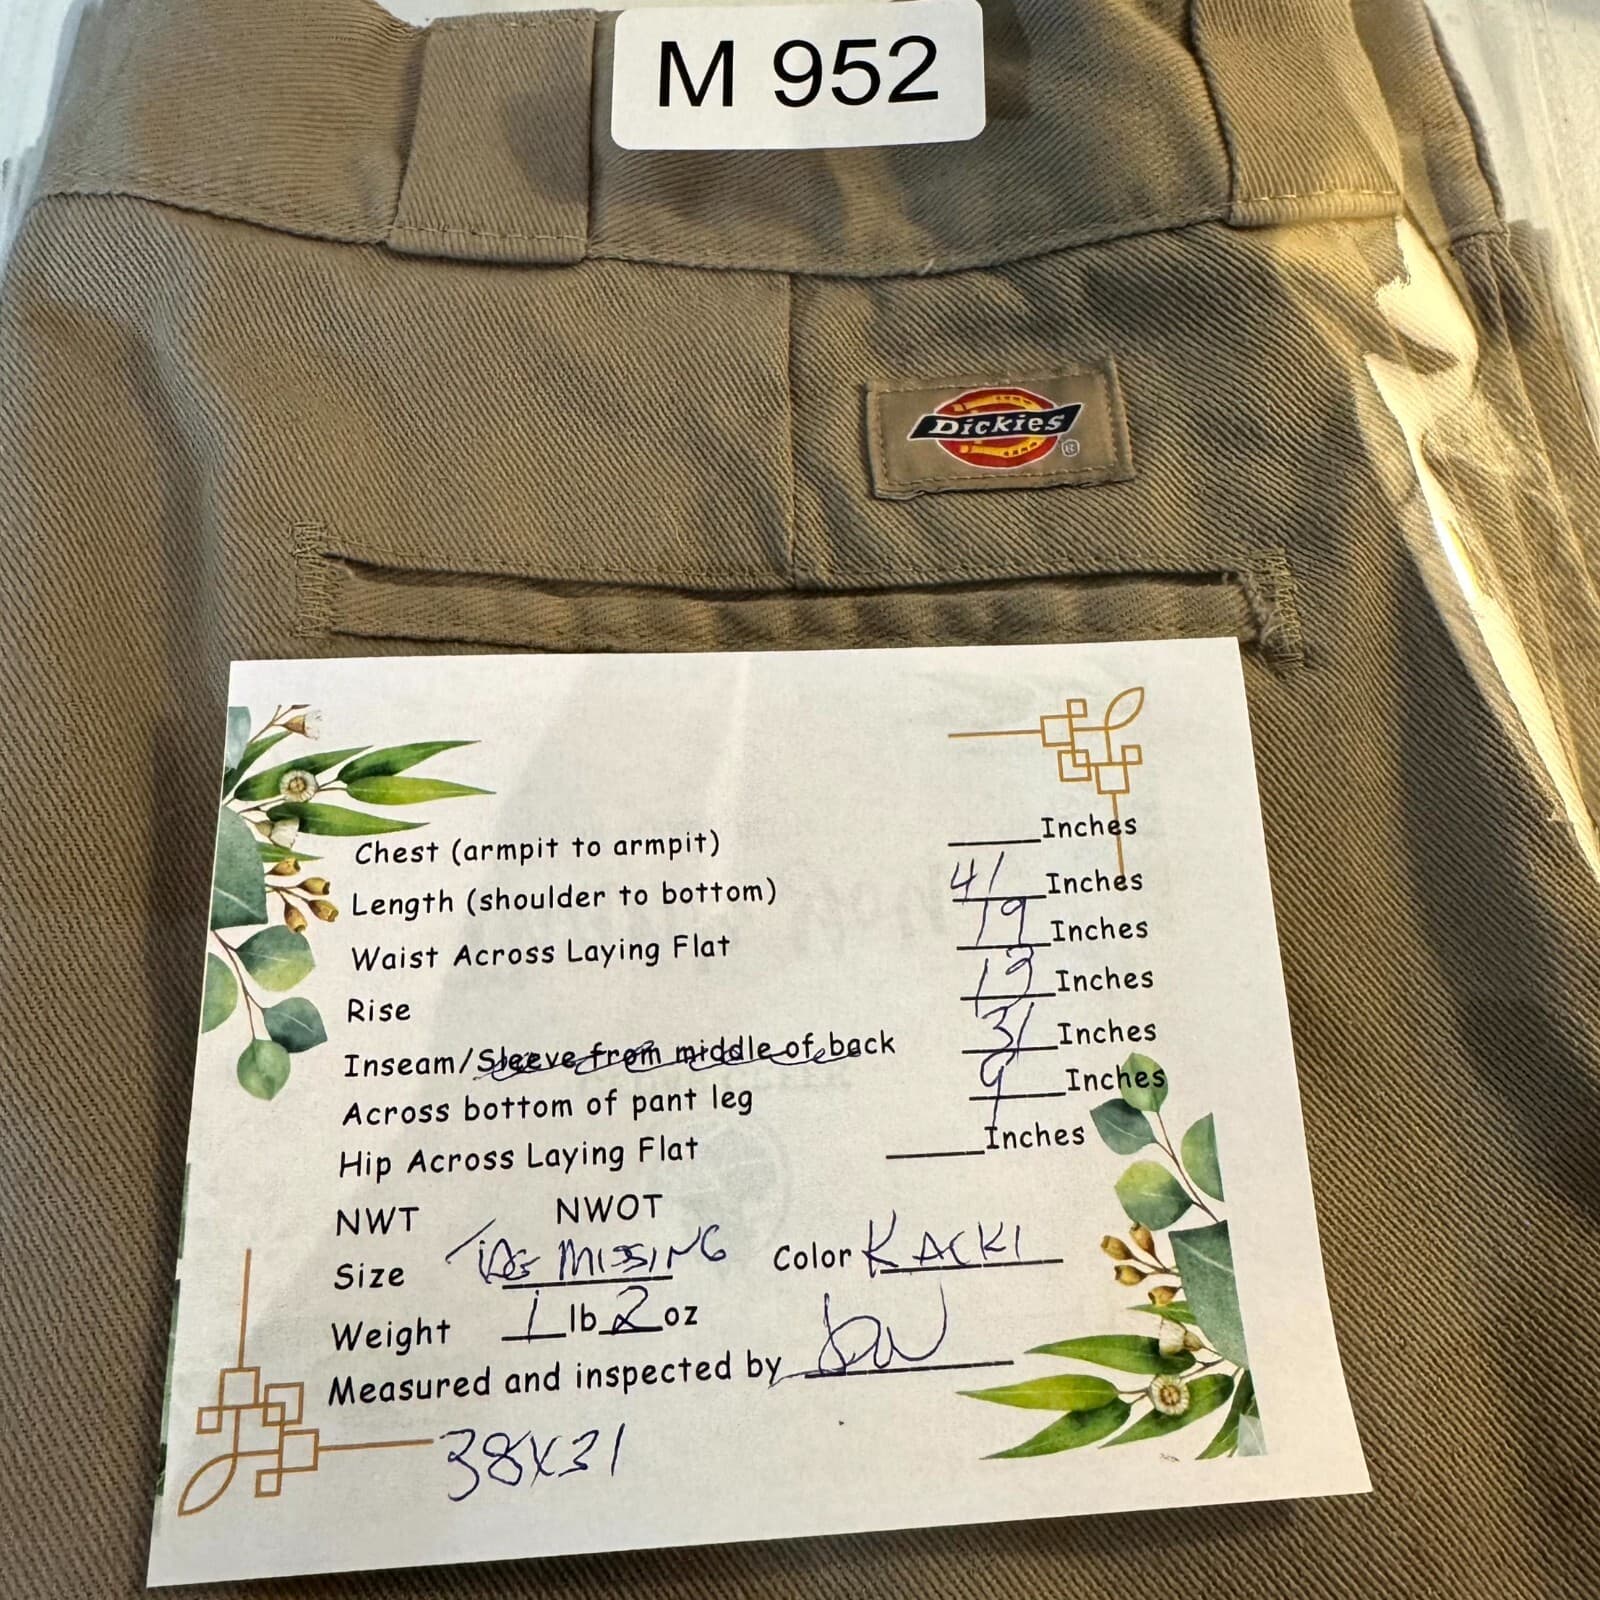 M 952
Dickies
®
Chest (armpit to armpit) ____Inches
Length (shoulder to bottom) 41 Inches
Waist Across Laying Flat 19 Inches
Rise 13 Inches
Inseam/Sleeve from middle of back 31 Inches
Across bottom of pant leg 9 Inches
Hip Across Laying Flat ____Inches
NWT NWOT
Size TAG MISSING Color KACKI
Weight 1 lb 2 oz
Measured and inspected by
38X31